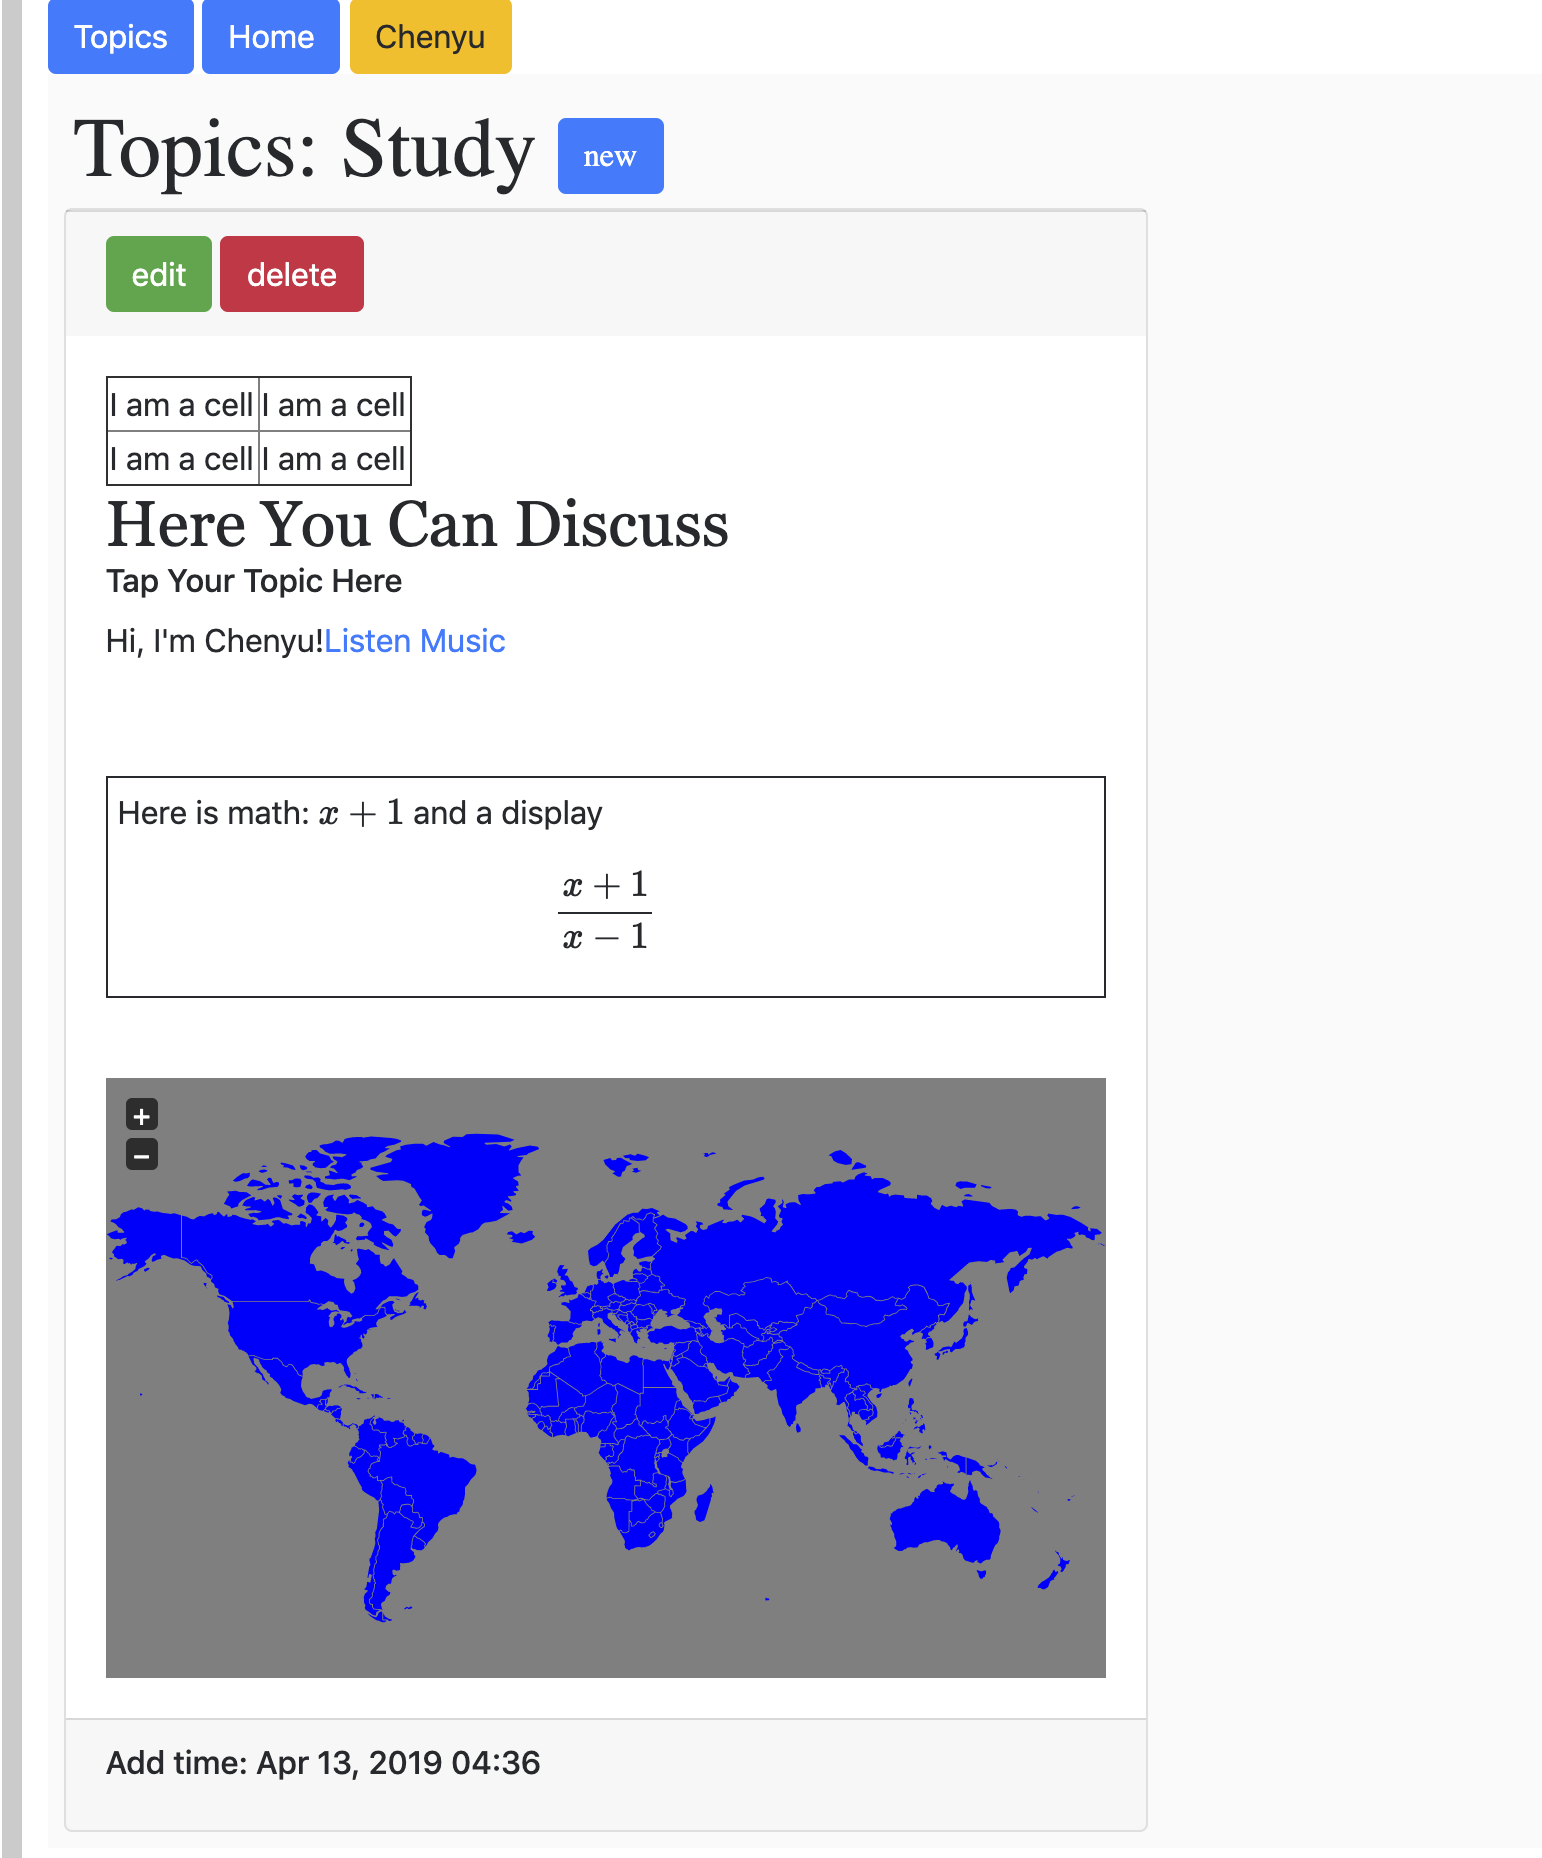 Topics Home Chenyu
Topics: Study new
edit delete
I am a cell I am a cell
I am a cell I am a cell
Here You Can Discuss
Tap Your Topic Here
Hi, I'm Chenyu!Listen Music
Here is math: x + 1 and a display
x + 1
x − 1
+
−
Add time: Apr 13, 2019 04:36